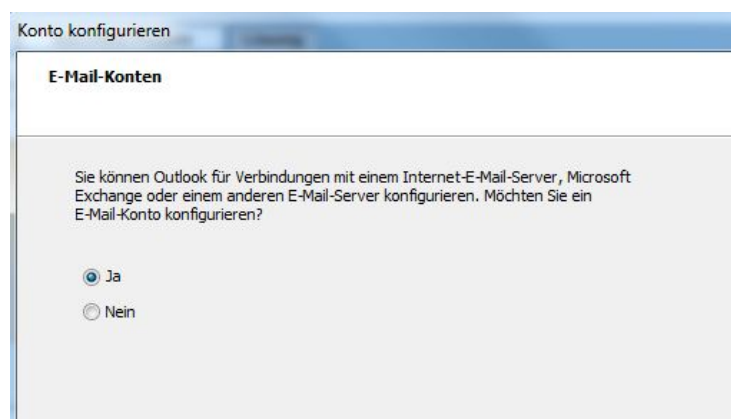 Konto konfigurieren
E-Mail-Konten
Sie können Outlook für Verbindungen mit einem Internet-E-Mail-Server, Microsoft
Exchange oder einem anderen E-Mail-Server konfigurieren. Möchten Sie ein
E-Mail-Konto konfigurieren?
Ja
Nein